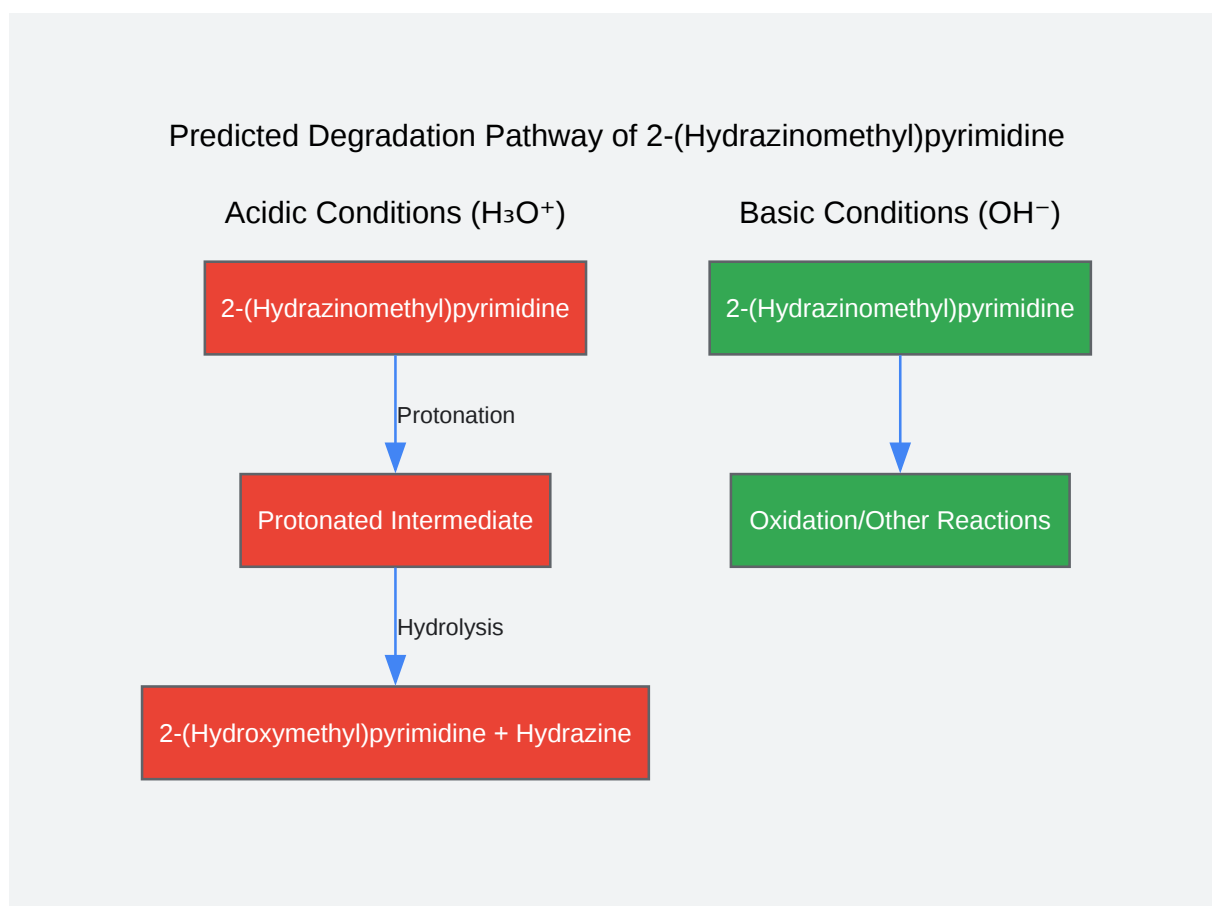 Predicted Degradation Pathway of 2-(Hydrazinomethyl)pyrimidine
Acidic Conditions (H₃O⁺)
2-(Hydrazinomethyl)pyrimidine
Protonation
Protonated Intermediate
Hydrolysis
2-(Hydroxymethyl)pyrimidine + Hydrazine
Basic Conditions (OH⁻)
2-(Hydrazinomethyl)pyrimidine
Oxidation/Other Reactions